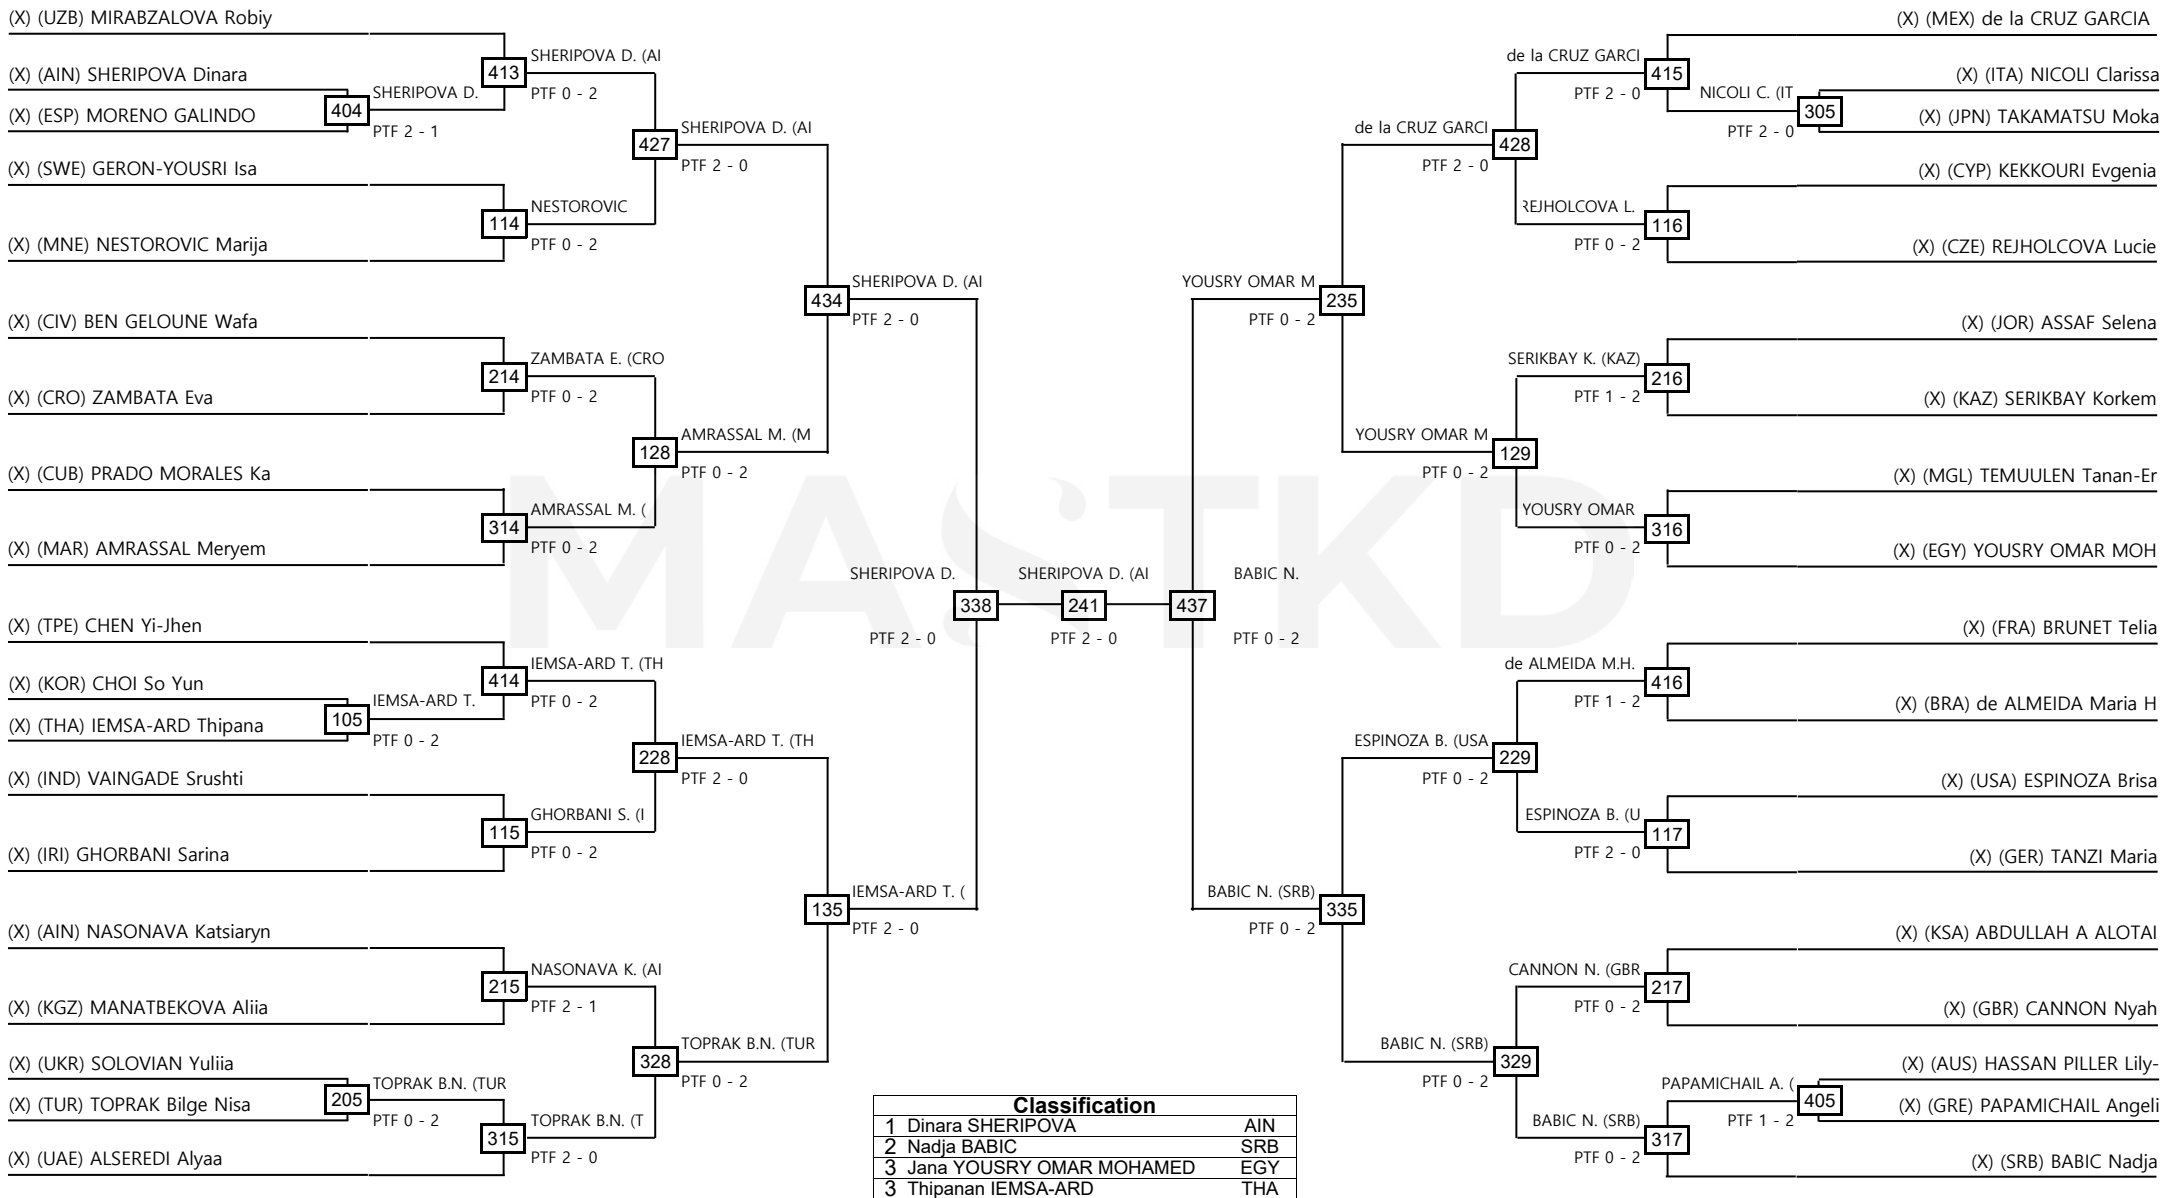 (X) (UZB) MIRABZALOVA Robiy
(X) (AIN) SHERIPOVA Dinara
(X) (ESP) MORENO GALINDO
404
SHERIPOVA D.
PTF 2 - 1
413
SHERIPOVA D. (AI
PTF 0 - 2
(X) (SWE) GERON-YOUSRI Isa
(X) (MNE) NESTOROVIC Marija
114
NESTOROVIC
PTF 0 - 2
427
SHERIPOVA D. (AI
PTF 2 - 0
(X) (CIV) BEN GELOUNE Wafa
(X) (CRO) ZAMBATA Eva
214
ZAMBATA E. (CRO
PTF 0 - 2
(X) (CUB) PRADO MORALES Ka
(X) (MAR) AMRASSAL Meryem
314
AMRASSAL M. (
PTF 0 - 2
128
AMRASSAL M. (M
PTF 0 - 2
434
SHERIPOVA D. (AI
PTF 2 - 0
(X) (TPE) CHEN Yi-Jhen
(X) (KOR) CHOI So Yun
(X) (THA) IEMSA-ARD Thipana
105
IEMSA-ARD T.
PTF 0 - 2
414
IEMSA-ARD T. (TH
PTF 0 - 2
(X) (IND) VAINGADE Srushti
(X) (IRI) GHORBANI Sarina
115
GHORBANI S. (I
PTF 0 - 2
228
IEMSA-ARD T. (TH
PTF 2 - 0
(X) (AIN) NASONAVA Katsiaryn
(X) (KGZ) MANATBEKOVA Aliia
215
NASONAVA K. (AI
PTF 2 - 1
(X) (UKR) SOLOVIAN Yuliia
(X) (TUR) TOPRAK Bilge Nisa
205
TOPRAK B.N. (TUR
PTF 0 - 2
(X) (UAE) ALSEREDI Alyaa
315
TOPRAK B.N. (T
PTF 2 - 0
328
TOPRAK B.N. (TUR
PTF 0 - 2
135
IEMSA-ARD T. (
PTF 2 - 0
SHERIPOVA D.
338
PTF 2 - 0
SHERIPOVA D. (AI
241
PTF 2 - 0
BABIC N.
437
PTF 0 - 2
MASTKD
(X) (MEX) de la CRUZ GARCIA
(X) (ITA) NICOLI Clarissa
(X) (JPN) TAKAMATSU Moka
305
NICOLI C. (IT
PTF 2 - 0
415
de la CRUZ GARCI
PTF 2 - 0
(X) (CYP) KEKKOURI Evgenia
(X) (CZE) REJHOLCOVA Lucie
116
REJHOLCOVA L.
PTF 0 - 2
428
de la CRUZ GARCI
PTF 2 - 0
(X) (JOR) ASSAF Selena
(X) (KAZ) SERIKBAY Korkem
216
SERIKBAY K. (KAZ)
PTF 1 - 2
(X) (MGL) TEMUULEN Tanan-Er
(X) (EGY) YOUSRY OMAR MOH
316
YOUSRY OMAR
PTF 0 - 2
129
YOUSRY OMAR M
PTF 0 - 2
235
YOUSRY OMAR M
PTF 0 - 2
(X) (FRA) BRUNET Telia
(X) (BRA) de ALMEIDA Maria H
416
de ALMEIDA M.H.
PTF 1 - 2
(X) (USA) ESPINOZA Brisa
(X) (GER) TANZI Maria
117
ESPINOZA B. (U
PTF 2 - 0
229
ESPINOZA B. (USA
PTF 0 - 2
(X) (KSA) ABDULLAH A ALOTAI
(X) (GBR) CANNON Nyah
217
CANNON N. (GBR
PTF 0 - 2
(X) (AUS) HASSAN PILLER Lily-
(X) (GRE) PAPAMICHAIL Angeli
405
PAPAMICHAIL A. (
PTF 1 - 2
(X) (SRB) BABIC Nadja
317
BABIC N. (SRB)
PTF 0 - 2
329
BABIC N. (SRB)
PTF 0 - 2
335
BABIC N. (SRB)
PTF 0 - 2
Classification
1 Dinara SHERIPOVA AIN
2 Nadja BABIC SRB
3 Jana YOUSRY OMAR MOHAMED EGY
3 Thipanan IEMSA-ARD THA